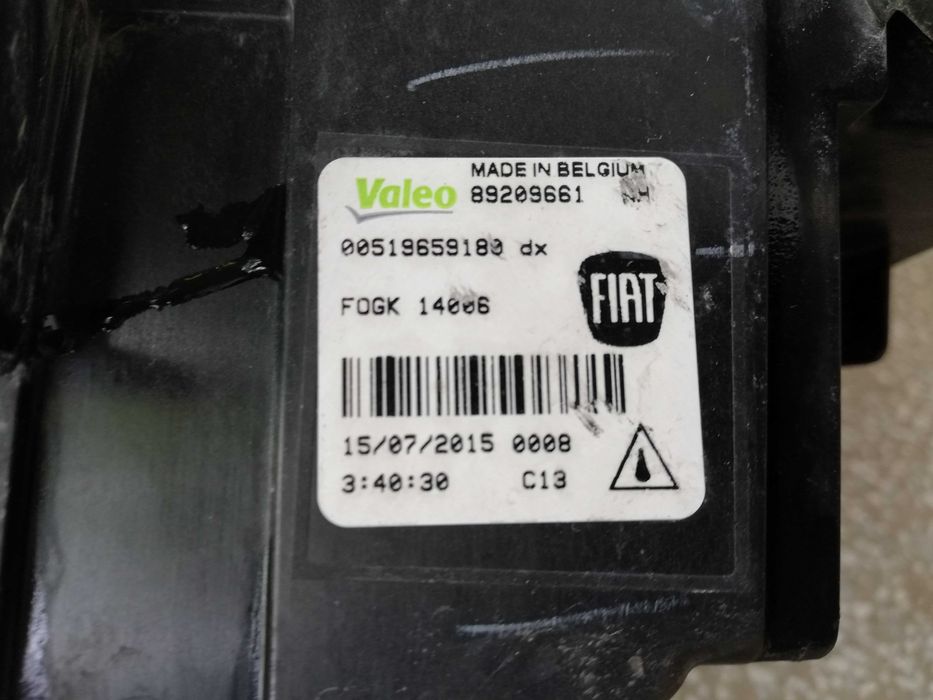 Valeo
MADE IN BELGIUM
89209661
00519659180 dx
FIAT
FOGK 14006
15/07/2015 0008
3:40:30 C13